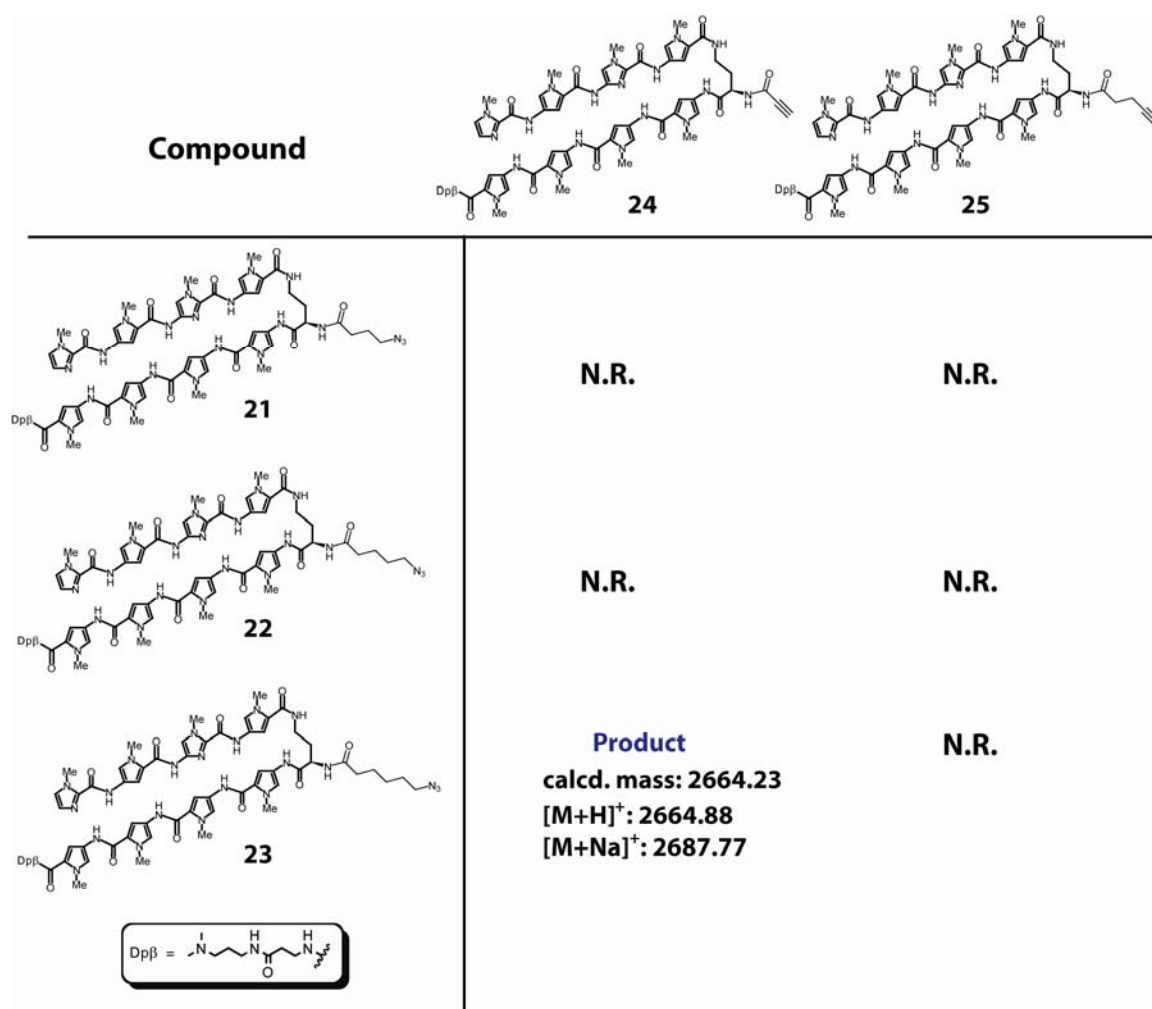 Compound
24
25
21
N.R.
N.R.
22
N.R.
N.R.
23
Product
calcd. mass: 2664.23
[M+H]+: 2664.88
[M+Na]+: 2687.77
N.R.
Dpβ =